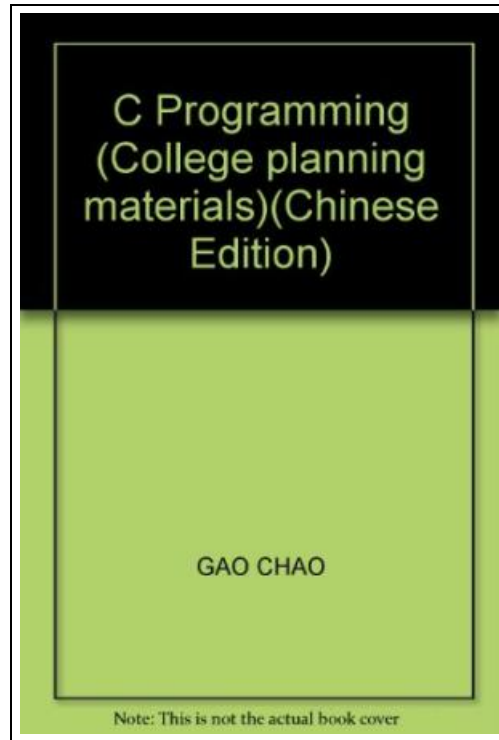 C Programming
(College planning
materials)(Chinese
Edition)
GAO CHAO
Note: This is not the actual book cover